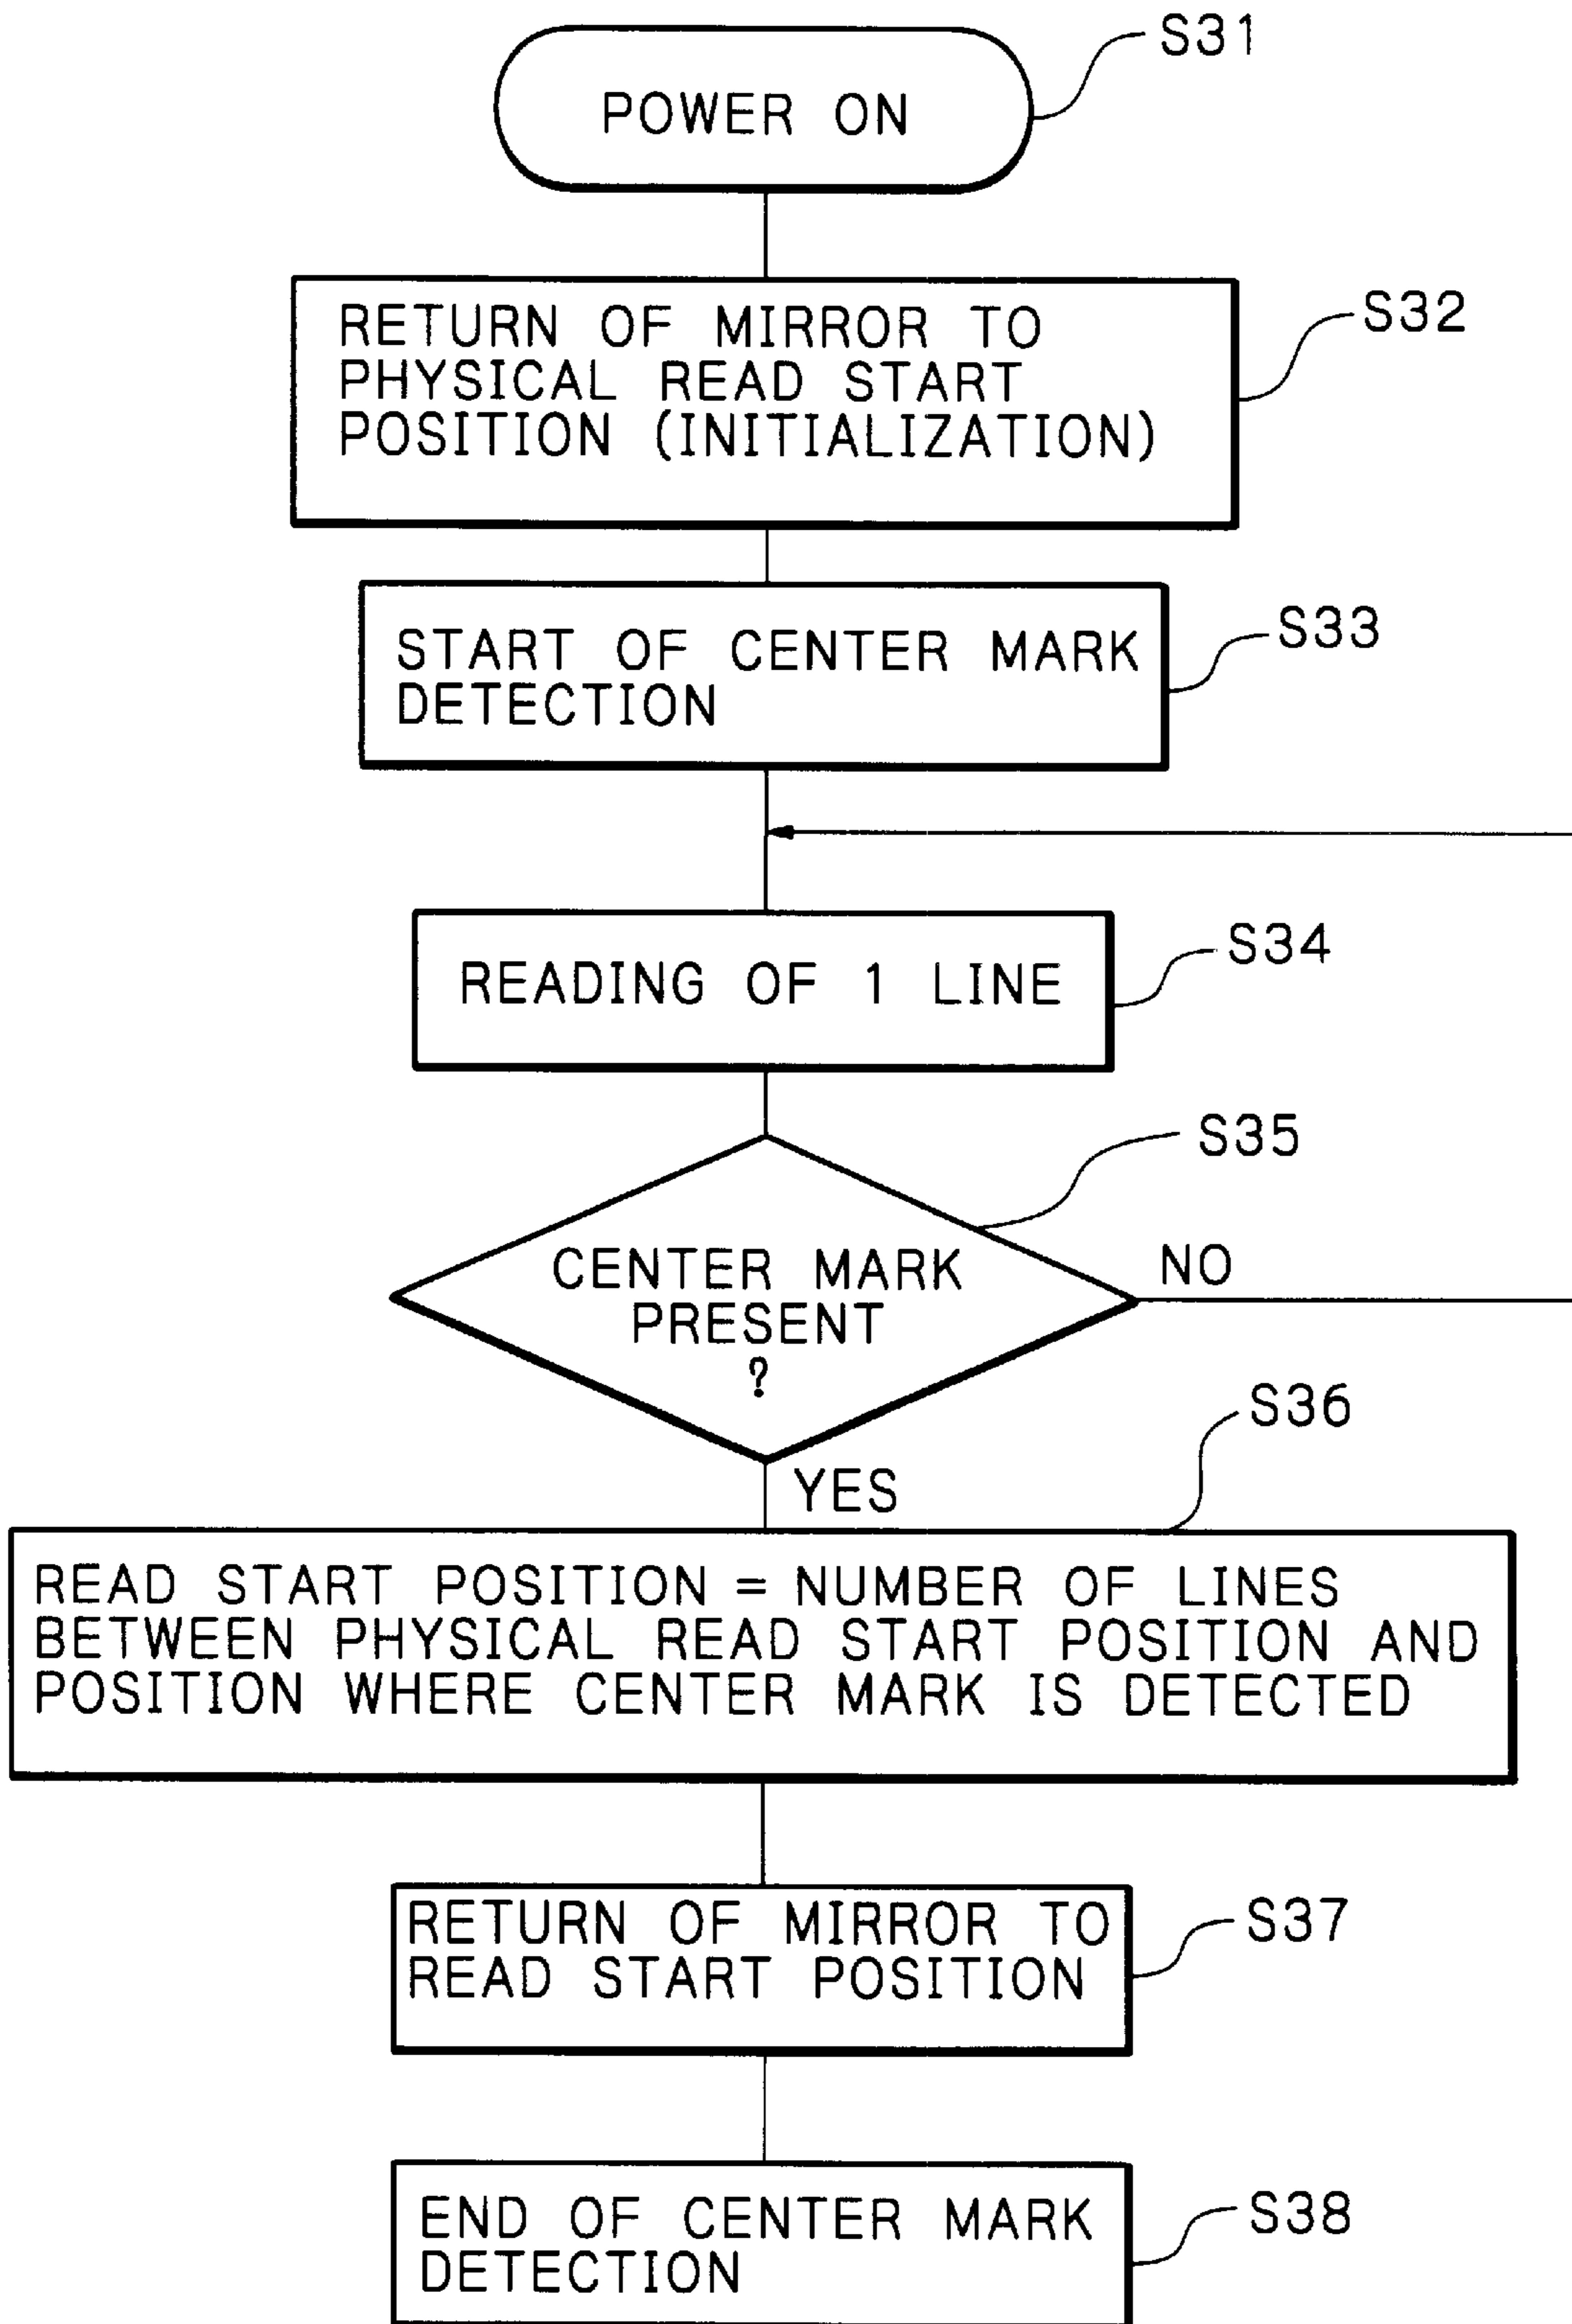 S31
POWER ON
S32
RETURN OF MIRROR TO
PHYSICAL READ START
POSITION (INITIALIZATION)
S33
START OF CENTER MARK
DETECTION
S34
READING OF 1 LINE
S35
CENTER MARK
PRESENT
?
NO
YES
S36
READ START POSITION = NUMBER OF LINES
BETWEEN PHYSICAL READ START POSITION AND
POSITION WHERE CENTER MARK IS DETECTED
S37
RETURN OF MIRROR TO
READ START POSITION
S38
END OF CENTER MARK
DETECTION